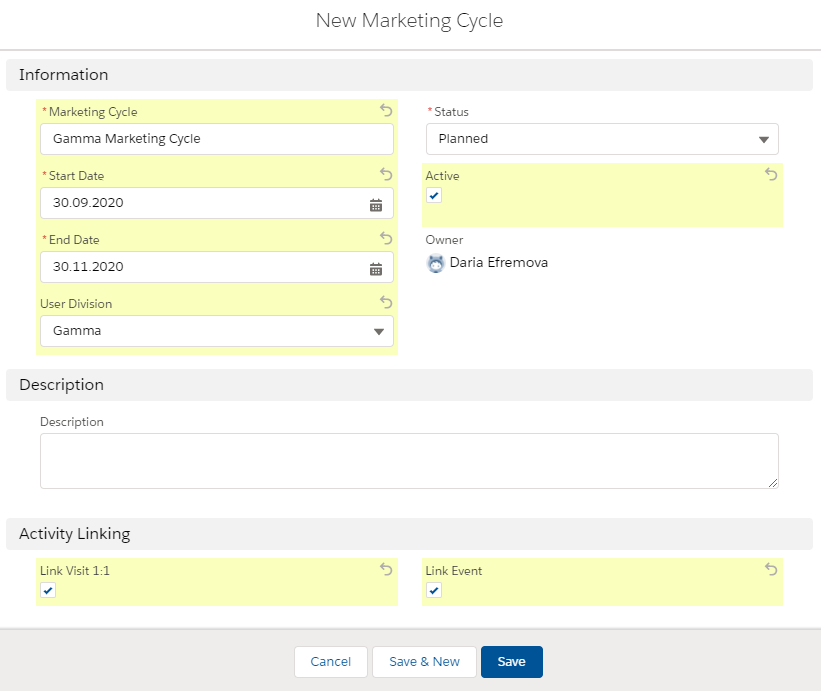 New Marketing Cycle
Information
*Marketing Cycle
Gamma Marketing Cycle
*Start Date
30.09.2020
*End Date
30.11.2020
User Division
Gamma
*Status
Planned
Active
Owner
Daria Efremova
Description
Description
Activity Linking
Link Visit 1:1
Link Event
Cancel
Save & New
Save